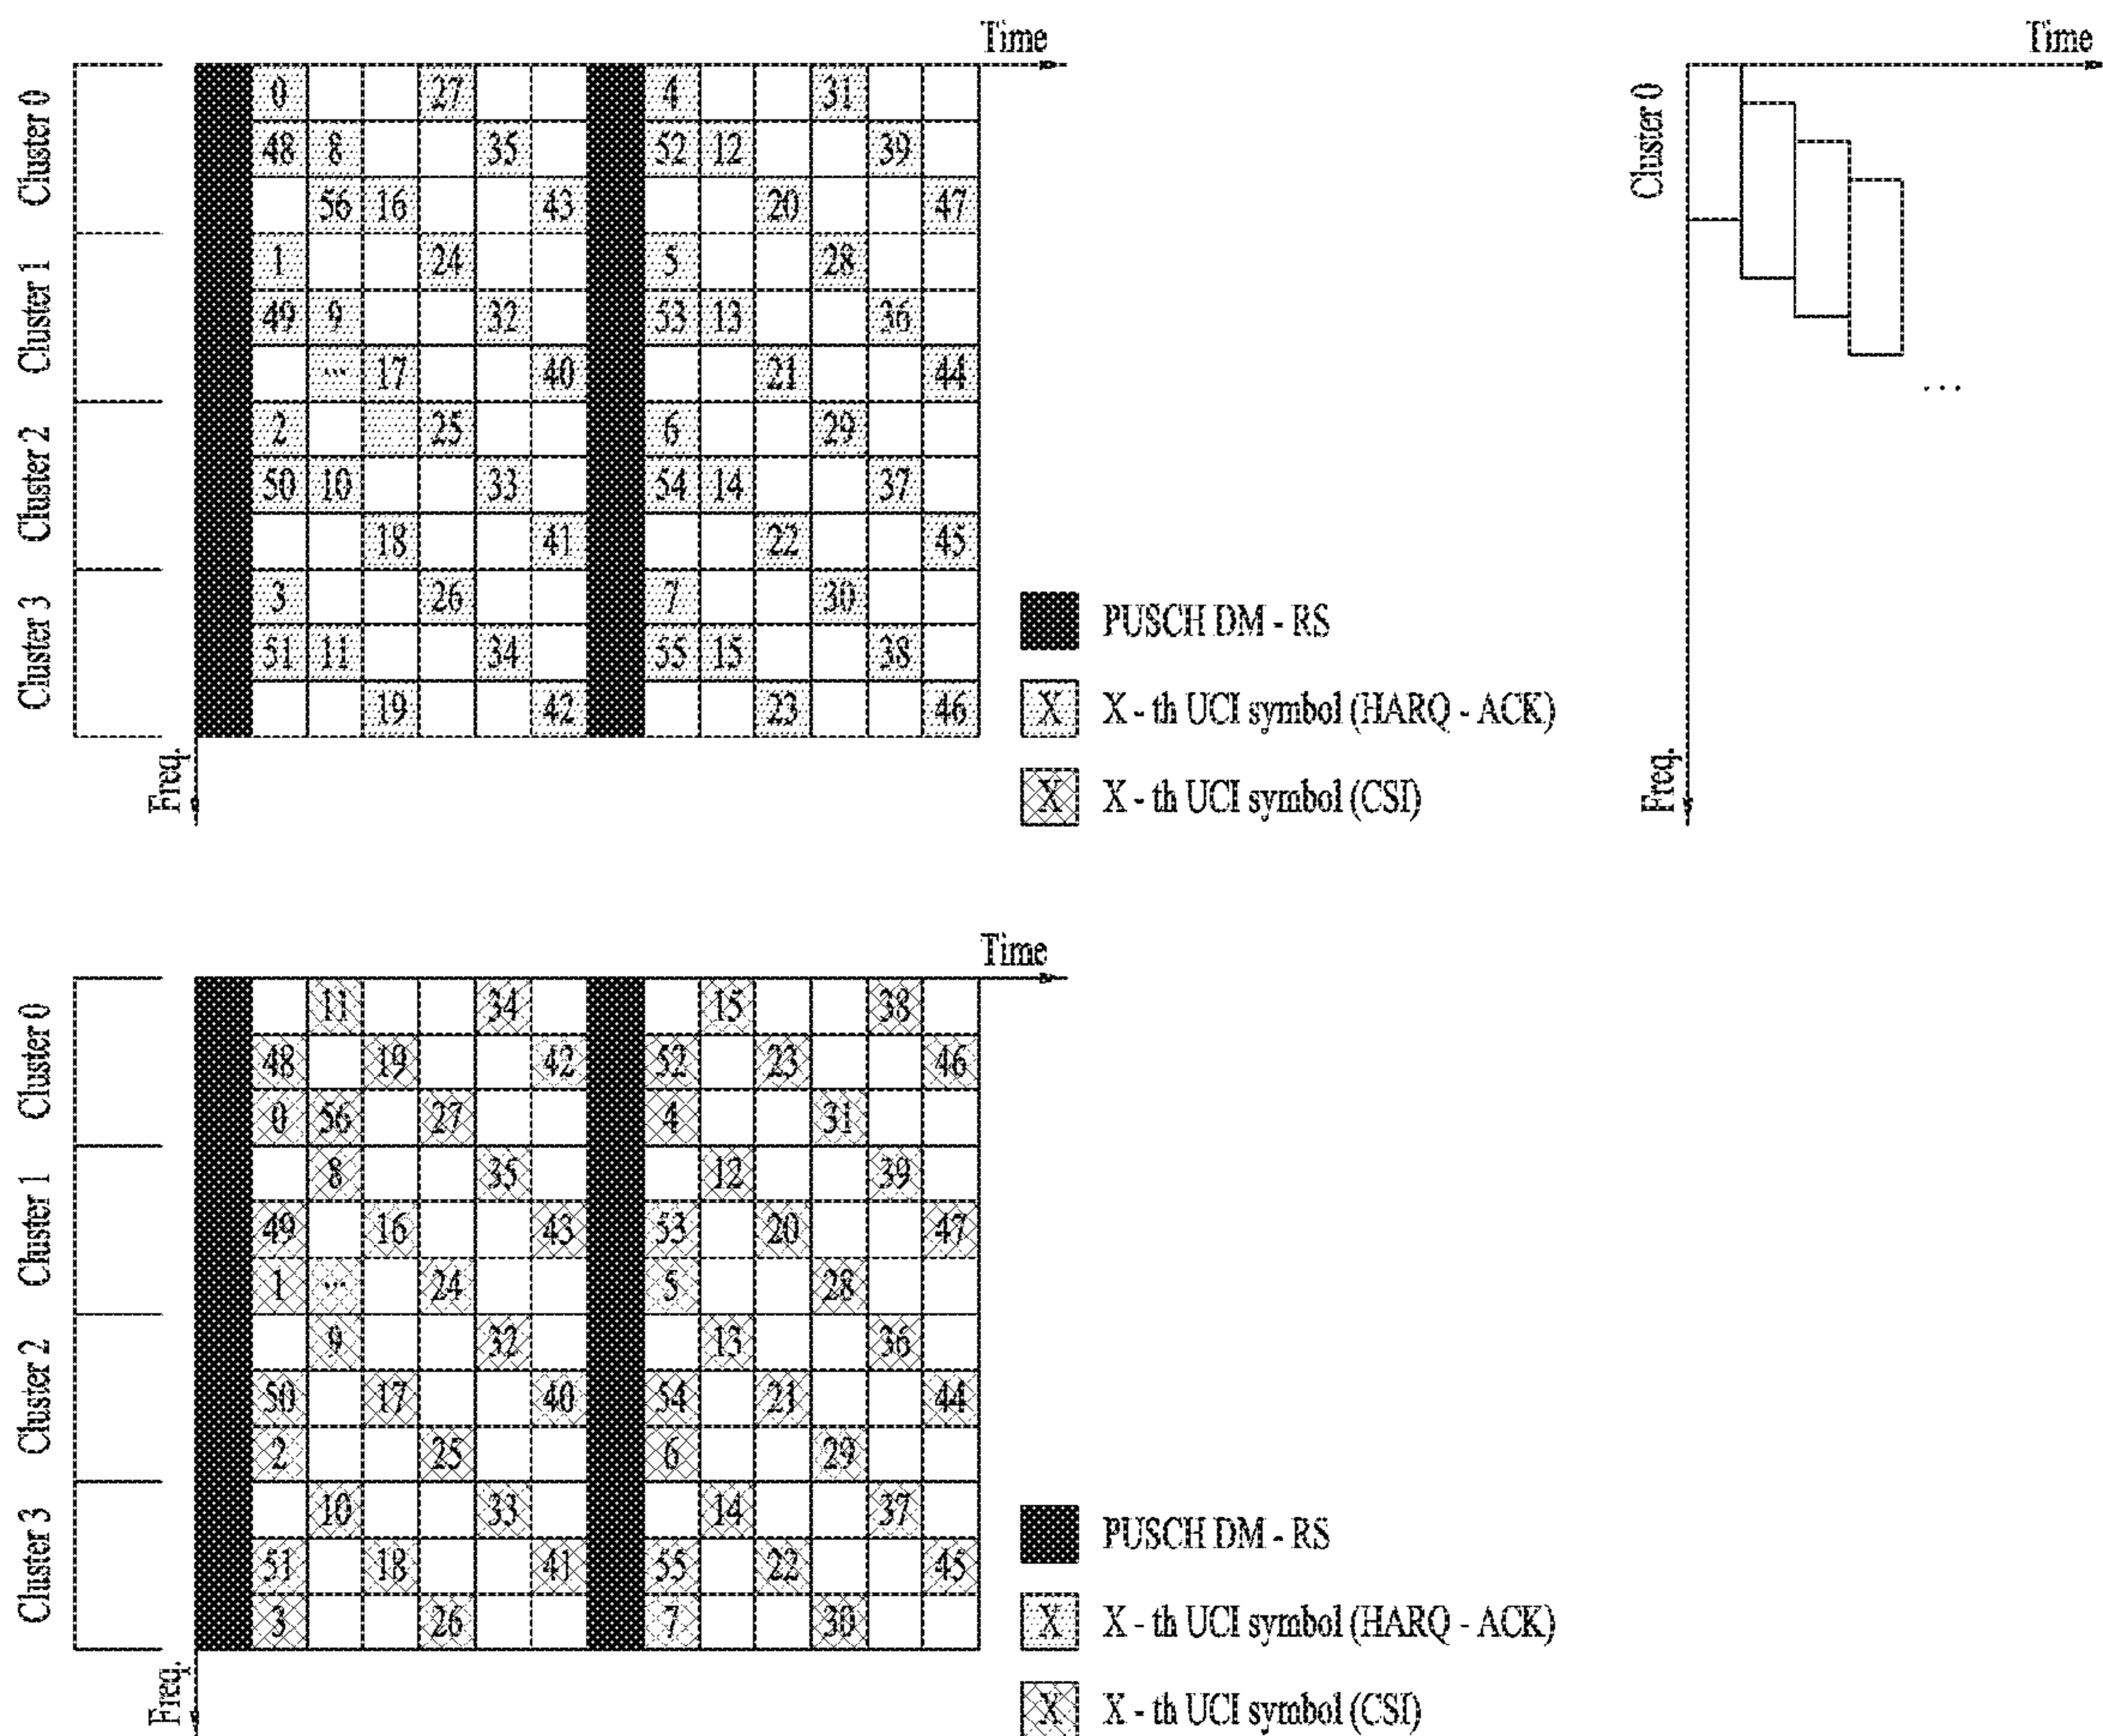 Time
Time
Cluster 0
Cluster 1
Cluster 2
Cluster 3
Cluster 0
0 27 4 31
48 8 35 52 12 39
56 16 43 20 47
1 24 5 28
49 9 32 53 13 36
... 17 40 21 44
2 25 6 29
50 10 33 54 14 37
18 41 22 45
3 26 7 30
51 11 34 55 15 38
19 42 23 46
...
Freq.
Freq.
PUSCH DM - RS
X X - th UCI symbol (HARQ - ACK)
X X - th UCI symbol (CSI)
Time
Cluster 0
Cluster 1
Cluster 2
Cluster 3
11 34 15 38
48 19 42 52 23 46
0 56 27 4 31
8 35 12 39
49 16 43 53 20 47
1 ... 24 5 28
9 32 13 36
50 17 40 54 21 44
2 25 6 29
10 33 14 37
51 18 41 55 22 45
3 26 7 30
Freq.
PUSCH DM - RS
X X - th UCI symbol (HARQ - ACK)
X X - th UCI symbol (CSI)